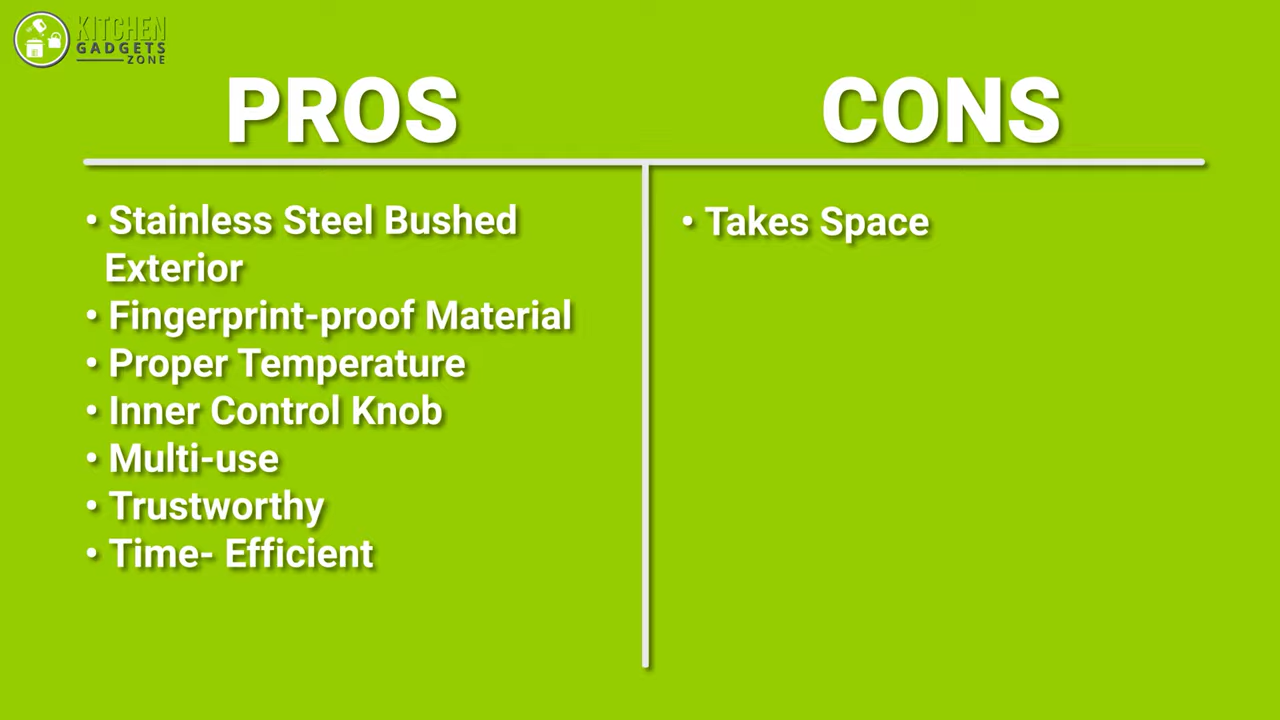 KITCHEN
GADGETS
ZONE
PROS
CONS
• Stainless Steel Bushed
Exterior
• Fingerprint-proof Material
• Proper Temperature
• Inner Control Knob
• Multi-use
• Trustworthy
• Time- Efficient
• Takes Space